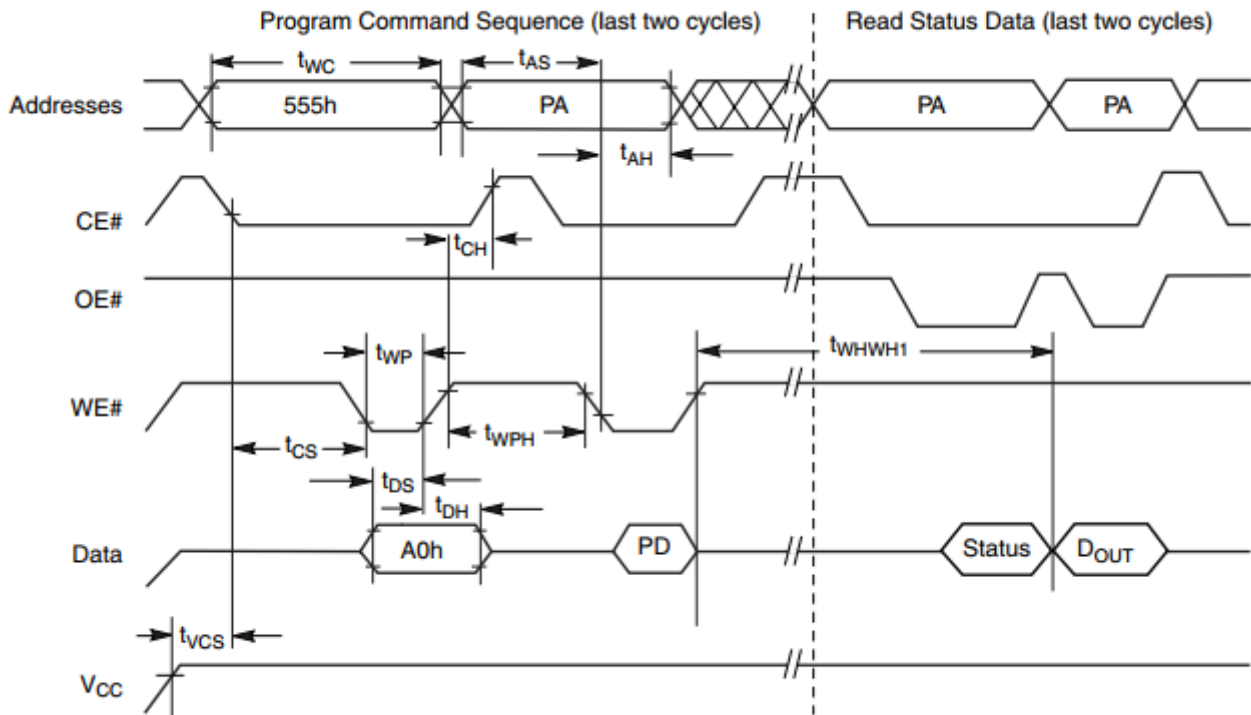 Program Command Sequence (last two cycles) Read Status Data (last two cycles)
tWC tAS
Addresses 555h PA PA PA
tAH
CE#
tCH
OE#
tWP tWHWH1
WE#
tCS tWPH
tDS
tDH
Data A0h PD Status DOUT
tVCS
VCC